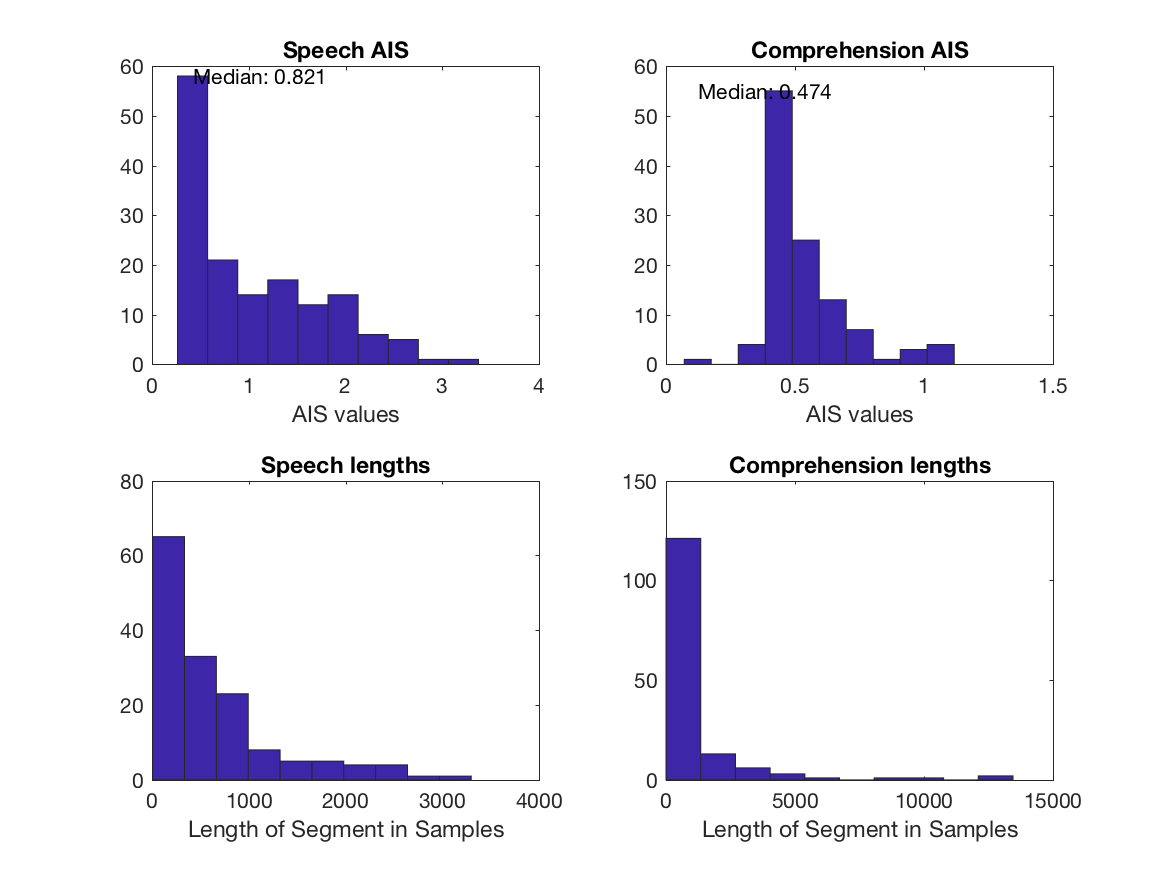 Speech AIS
Median: 0.821
60
50
40
30
20
10
0
0 1 2 3 4
AIS values
Comprehension AIS
Median: 0.474
60
50
40
30
20
10
0
0 0.5 1 1.5
AIS values
Speech lengths
80
60
40
20
0
0 1000 2000 3000 4000
Length of Segment in Samples
Comprehension lengths
150
100
50
0
0 5000 10000 15000
Length of Segment in Samples